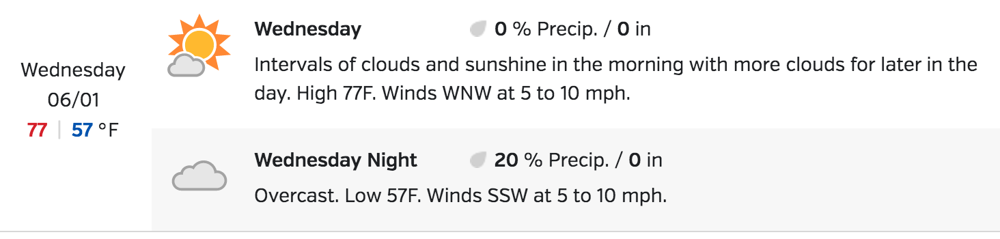 Wednesday
06/01
77 | 57 °F
Wednesday 0 % Precip. / 0 in
Intervals of clouds and sunshine in the morning with more clouds for later in the
day. High 77F. Winds WNW at 5 to 10 mph.
Wednesday Night 20 % Precip. / 0 in
Overcast. Low 57F. Winds SSW at 5 to 10 mph.